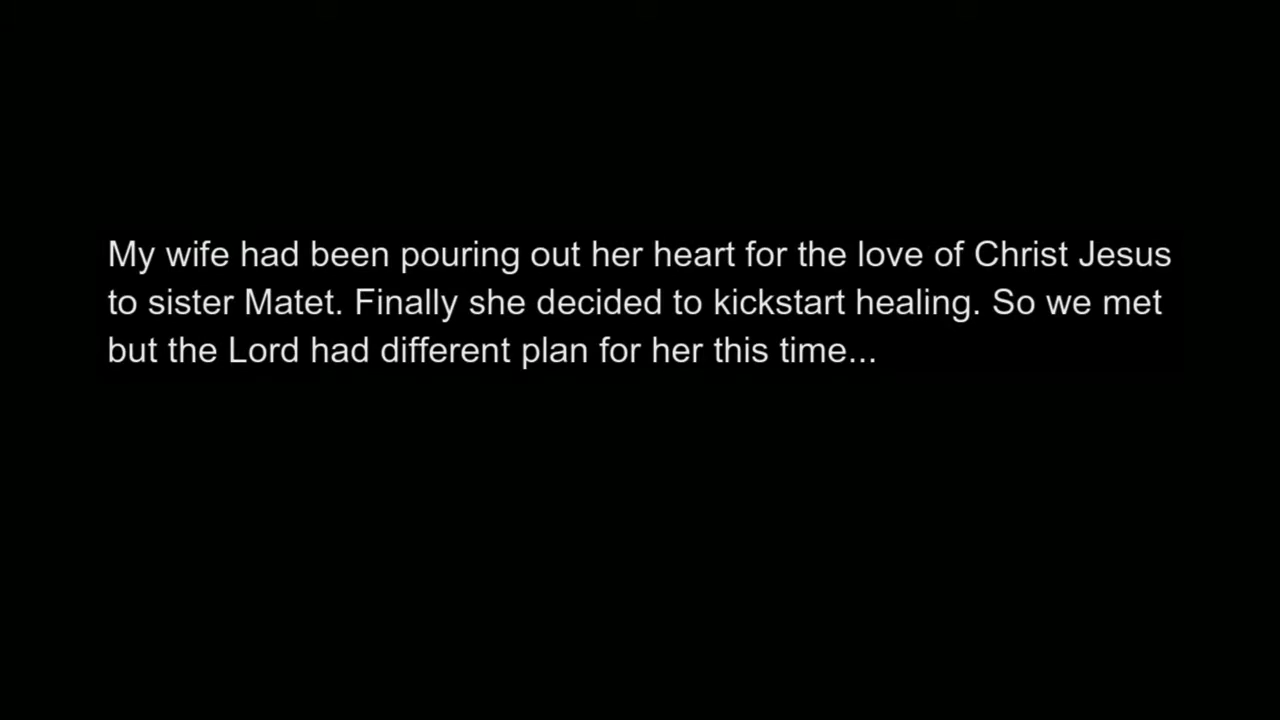 My wife had been pouring out her heart for the love of Christ Jesus
to sister Matet. Finally she decided to kickstart healing. So we met
but the Lord had different plan for her this time...